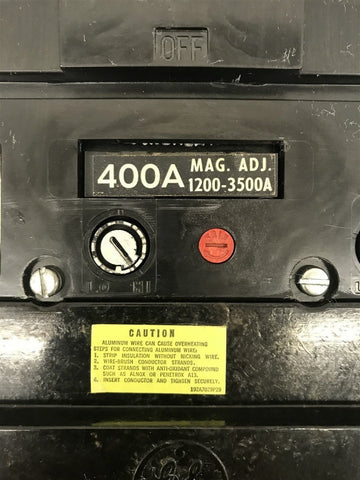 OFF
400A MAG. ADJ.
1200-3500A
LO HI
CAUTION
ALUMINUM WIRE CAN CAUSE OVERHEATING
STEPS FOR CONNECTING ALUMINUM WIRE:
1. STRIP INSULATION WITHOUT NICKING WIRE.
2. WIRE-BRUSH CONDUCTOR STRANDS.
3. COAT STRANDS WITH ANTI-OXIDANT COMPOUND
SUCH AS ALNOX OR PENETROX A13.
4. INSERT CONDUCTOR AND TIGHTEN SECURELY.
192A7029P29